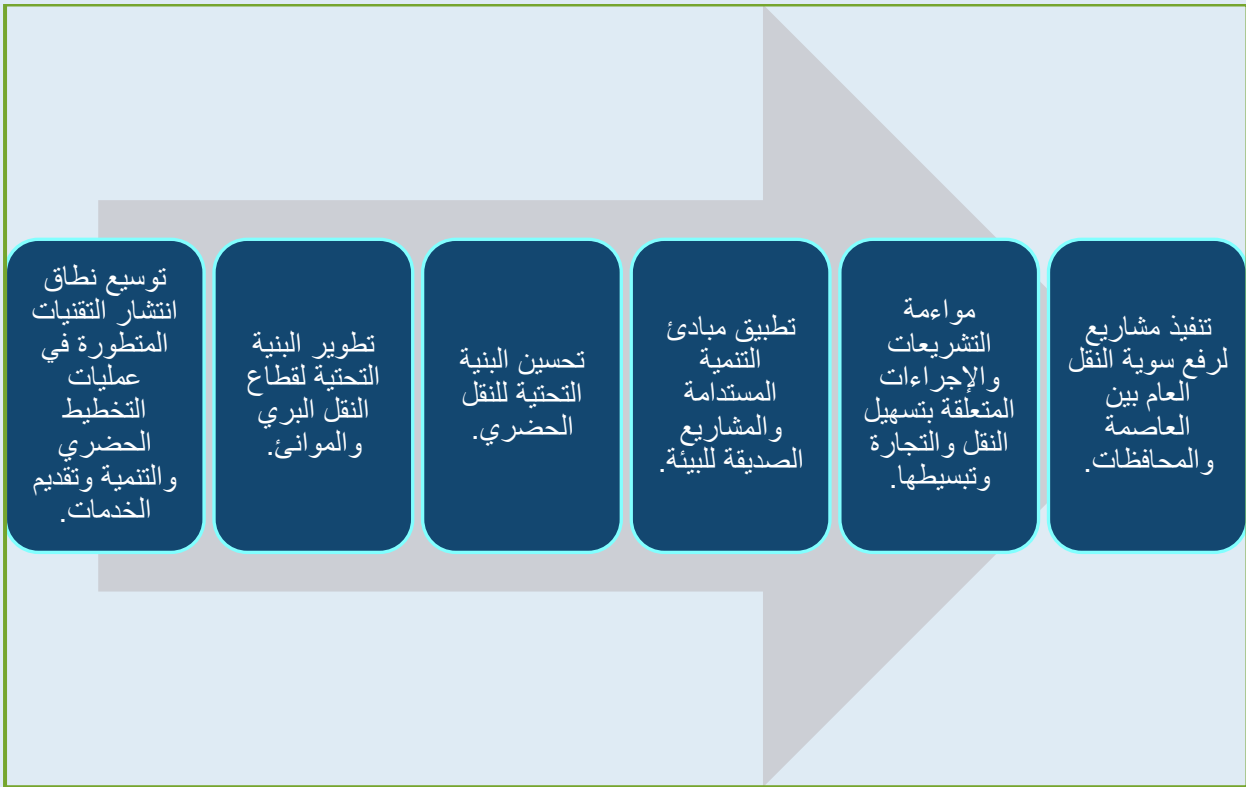 تنفيذ مشاريع
لرفع سوية النقل
العام بين
العاصمة
والمحافظات.
مواءمة
التشريعات
والإجراءات
المتعلقة بتسهيل
النقل والتجارة
وتبسيطها.
تطبيق مبادئ
التنمية
المستدامة
والمشاريع
الصديقة للبيئة.
تحسين البنية
التحتية للنقل
الحضري.
تطوير البنية
التحتية لقطاع
النقل البري
والموانئ.
توسيع نطاق
انتشار التقنيات
المتطورة في
عمليات
التخطيط
الحضري
والتنمية وتقديم
الخدمات.